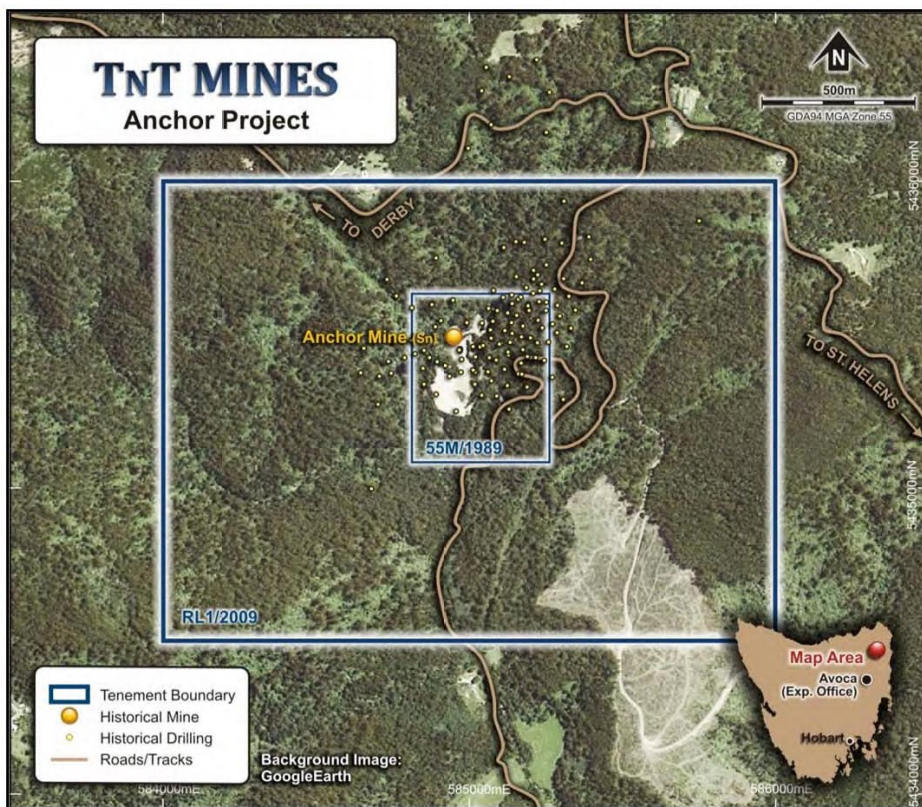 TNT MINES
Anchor Project
N
500m
GDA94 MGA Zone 55
5436000mN
TO DERBY
Anchor Mine (Sn)
TO ST. HELENS
55M/1989
5435000mN
RL1/2009
Map Area
Avoca
(Exp. Office)
Hobart
Tenement Boundary
Historical Mine
Historical Drilling
Roads/Tracks
Background Image:
GoogleEarth
584000mE
585000mE
586000mE
5434000mN